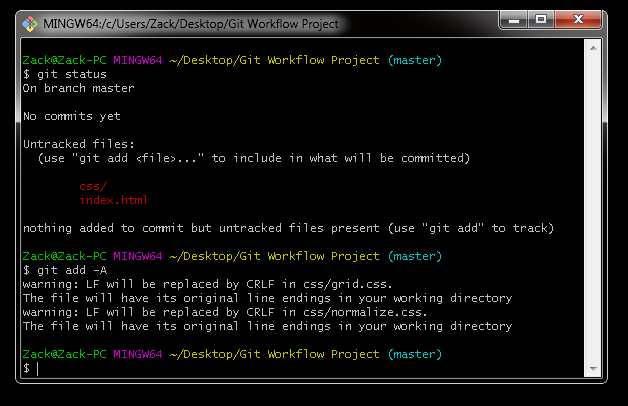 MINGW64:/c/Users/Zack/Desktop/Git Workflow Project
Zack@Zack-PC MINGW64 ~/Desktop/Git Workflow Project (master)
$ git status
On branch master
No commits yet
Untracked files:
  (use "git add <file>..." to include in what will be committed)
        css/
        index.html
nothing added to commit but untracked files present (use "git add" to track)
Zack@Zack-PC MINGW64 ~/Desktop/Git Workflow Project (master)
$ git add -A
warning: LF will be replaced by CRLF in css/grid.css.
The file will have its original line endings in your working directory
warning: LF will be replaced by CRLF in css/normalize.css.
The file will have its original line endings in your working directory
Zack@Zack-PC MINGW64 ~/Desktop/Git Workflow Project (master)
$